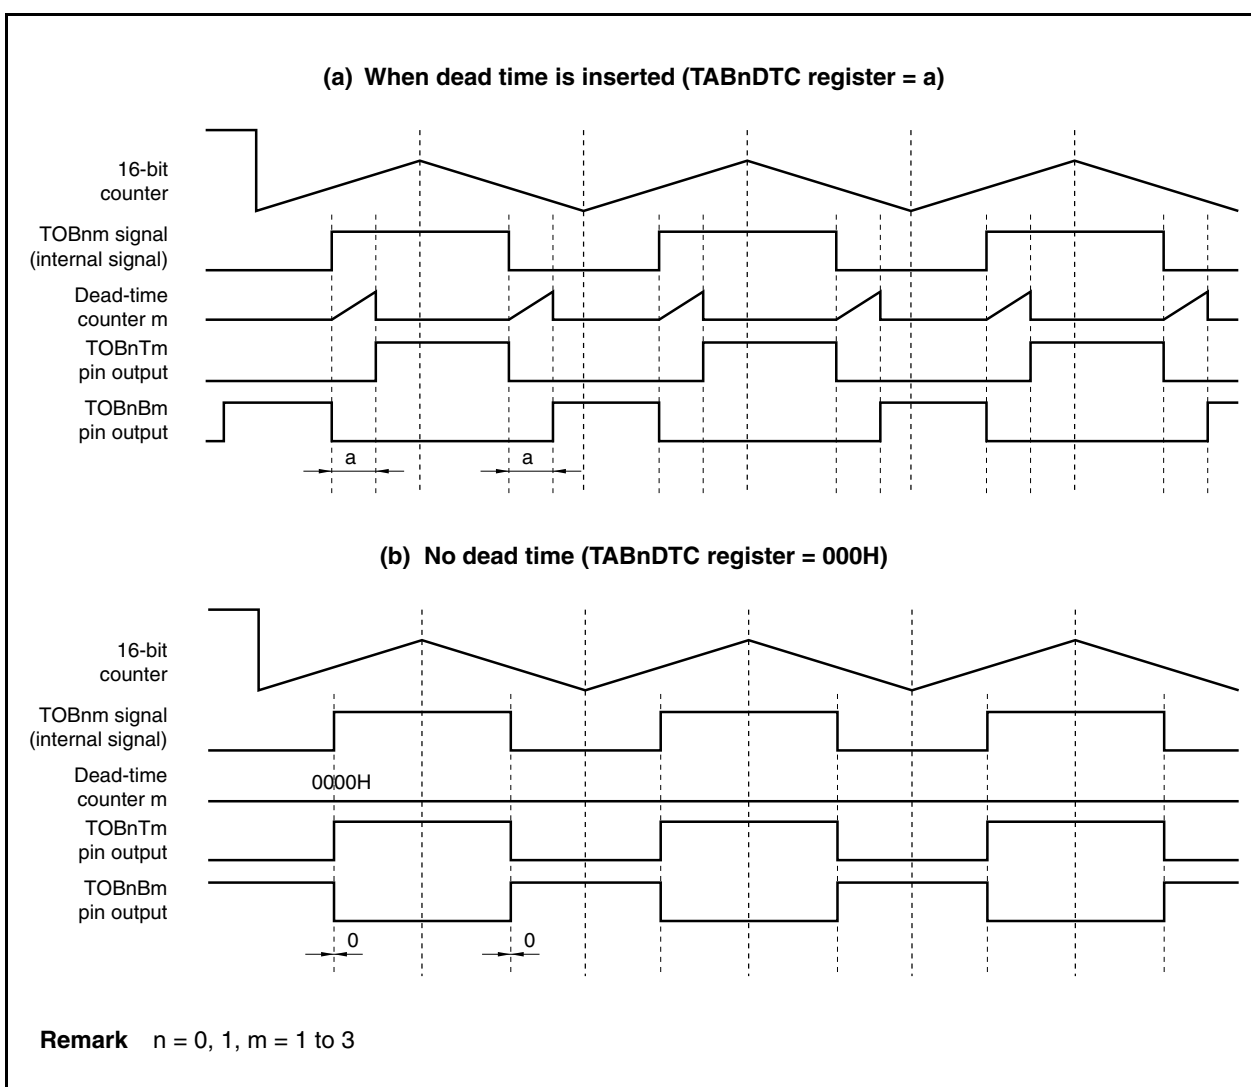 (a) When dead time is inserted (TABnDTC register = a)
16-bit
counter
TOBnm signal
(internal signal)
Dead-time
counter m
TOBnTm
pin output
TOBnBm
pin output
a
a
(b) No dead time (TABnDTC register = 000H)
16-bit
counter
TOBnm signal
(internal signal)
Dead-time
counter m
0000H
TOBnTm
pin output
TOBnBm
pin output
0
0
Remark n = 0, 1, m = 1 to 3